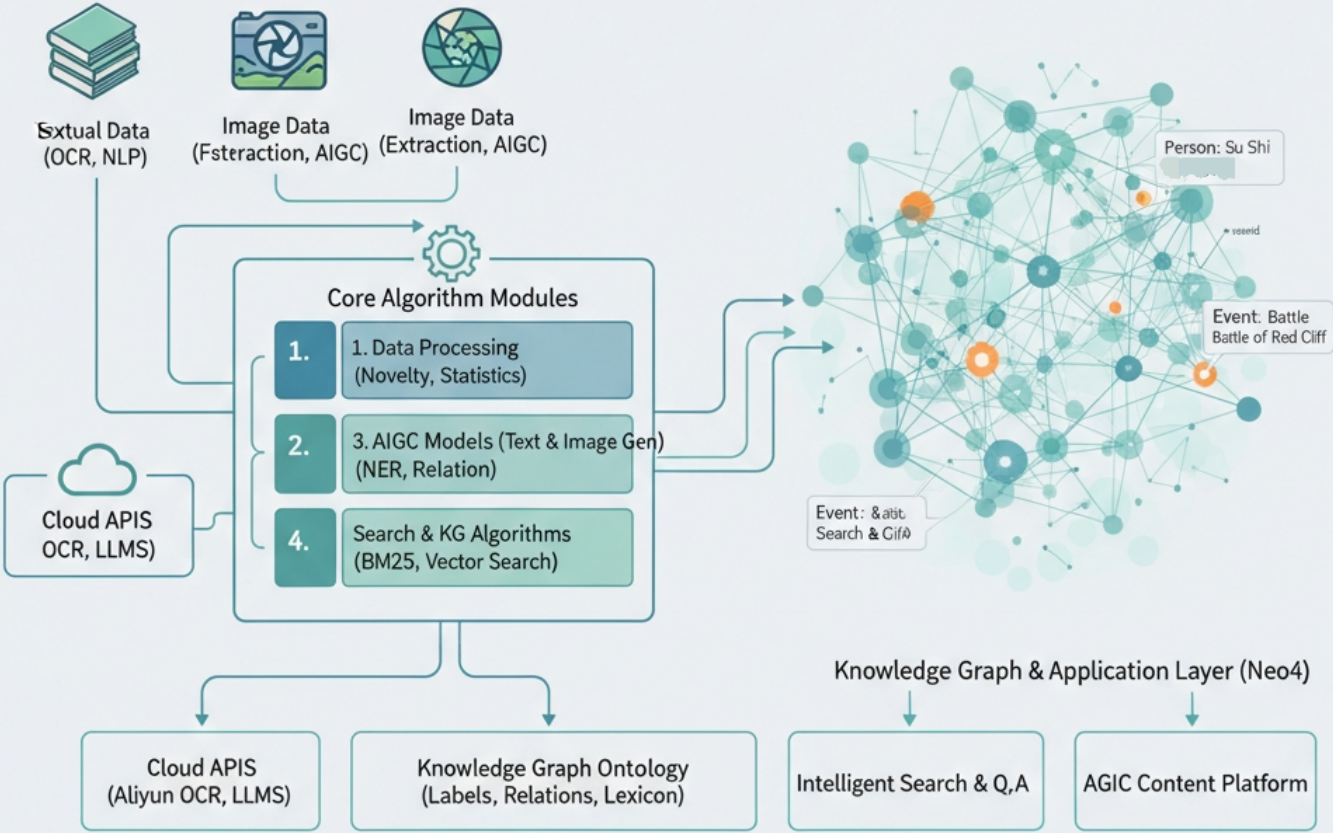 Textual Data
(OCR, NLP)
Image Data
(Fsteraction, AIGC)
Image Data
(Extraction, AIGC)
Person: Su Shi
Core Algorithm Modules
1.
1. Data Processing
(Novelty, Statistics)
2.
3. AIGC Models (Text & Image Gen)
(NER, Relation)
4.
Search & KG Algorithms
(BM25, Vector Search)
Event: Battle
Battle of Red Cliff
Event:
Search &
Cloud APIS
OCR, LLMS)
Knowledge Graph & Application Layer (Neo4)
Cloud APIS
(Aliyun OCR, LLMS)
Knowledge Graph Ontology
(Labels, Relations, Lexicon)
Intelligent Search & Q,A
AGIC Content Platform